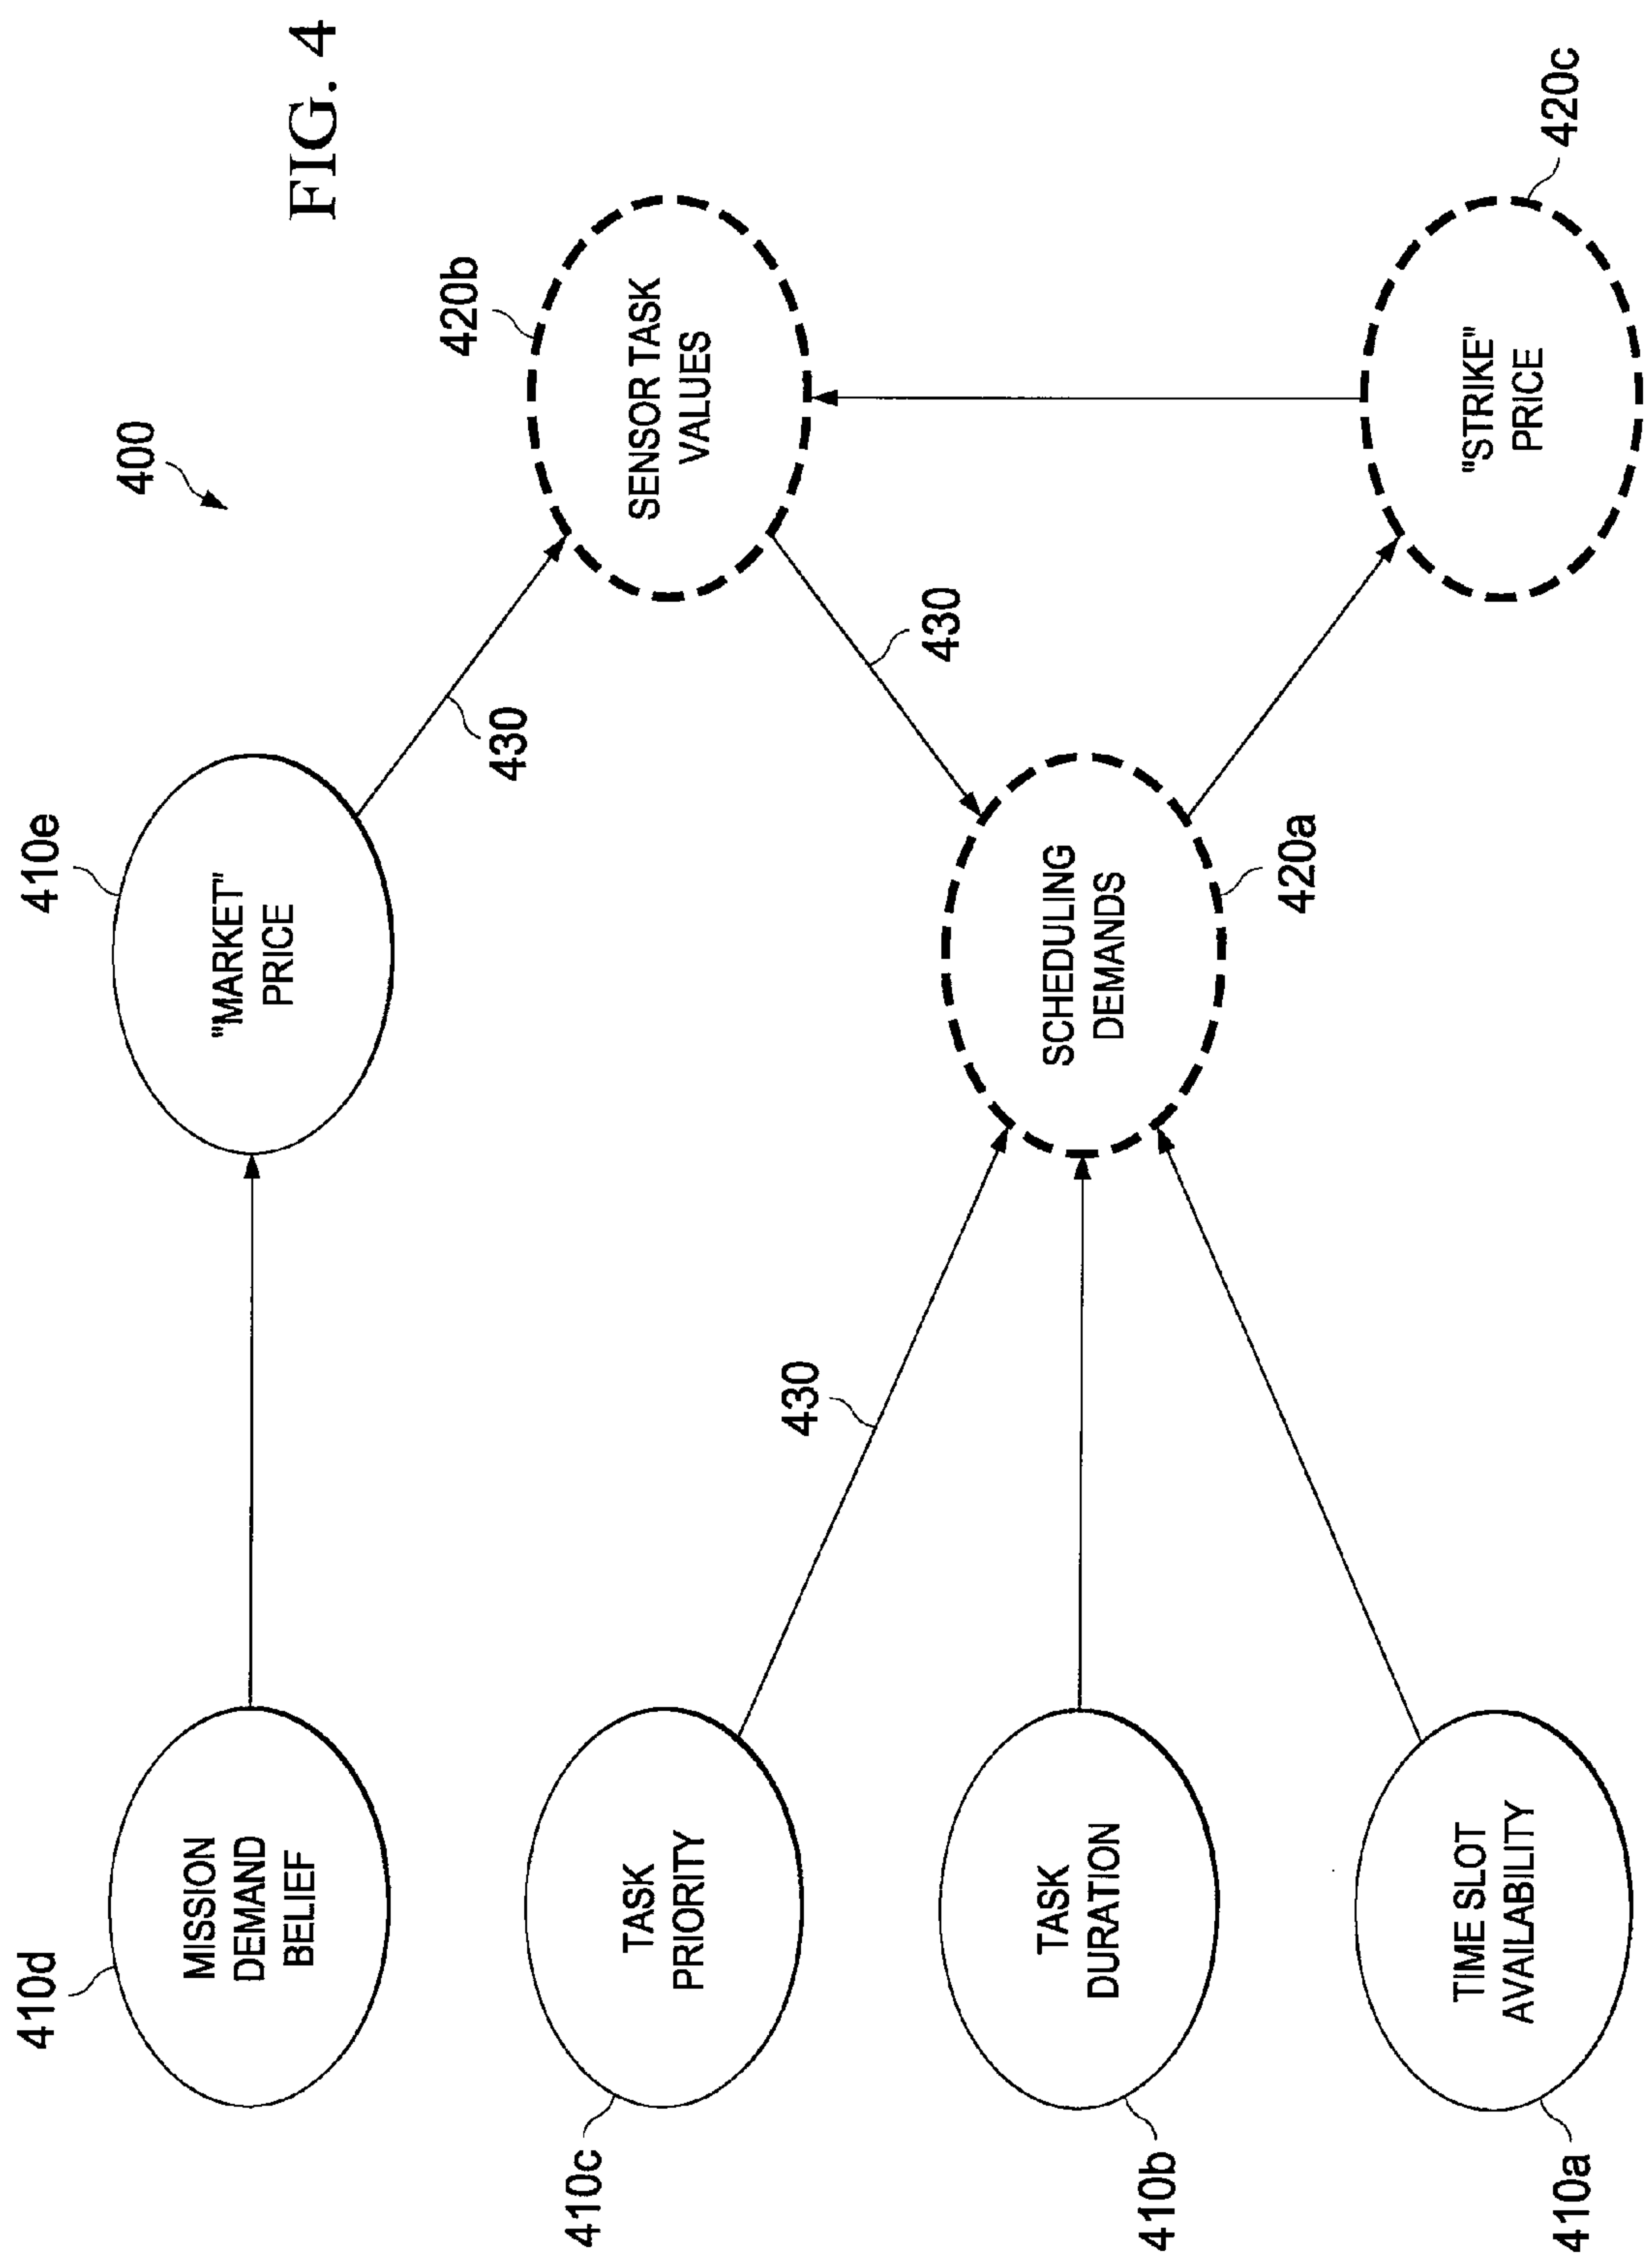 FIG. 4
400
410d
MISSION
DEMAND
BELIEF
410e
"MARKET"
PRICE
430
420b
SENSOR TASK
VALUES
410c
TASK
PRIORITY
430
430
410b
TASK
DURATION
SCHEDULING
DEMANDS
420a
410a
TIME SLOT
AVAILABILITY
"STRIKE"
PRICE
420c